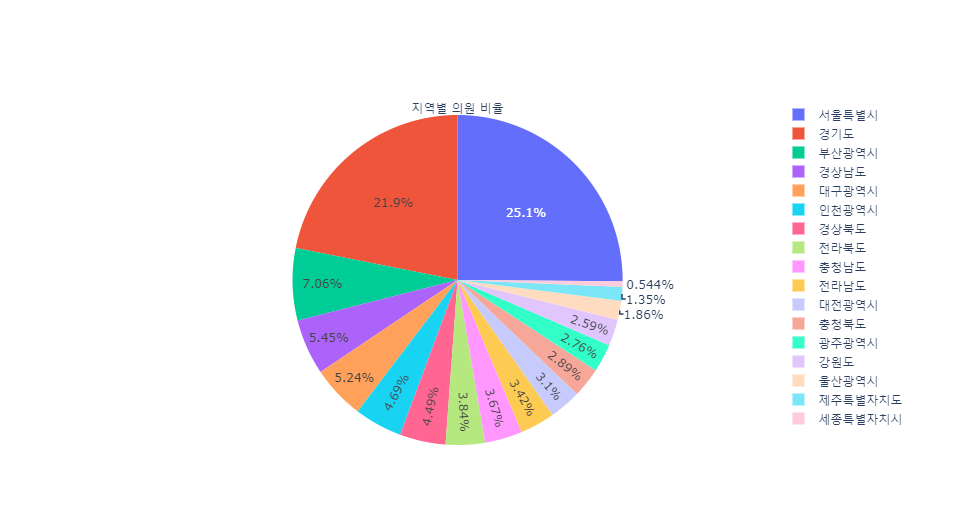 지역별 의원 비율
25.1%
21.9%
7.06%
5.45%
5.24%
4.69%
4.49%
3.84%
3.67%
3.42%
3.1%
2.89%
2.76%
2.59%
1.86%
1.35%
0.544%
서울특별시
경기도
부산광역시
경상남도
대구광역시
인천광역시
경상북도
전라북도
충청남도
전라남도
대전광역시
충청북도
광주광역시
강원도
울산광역시
제주특별자치도
세종특별자치시